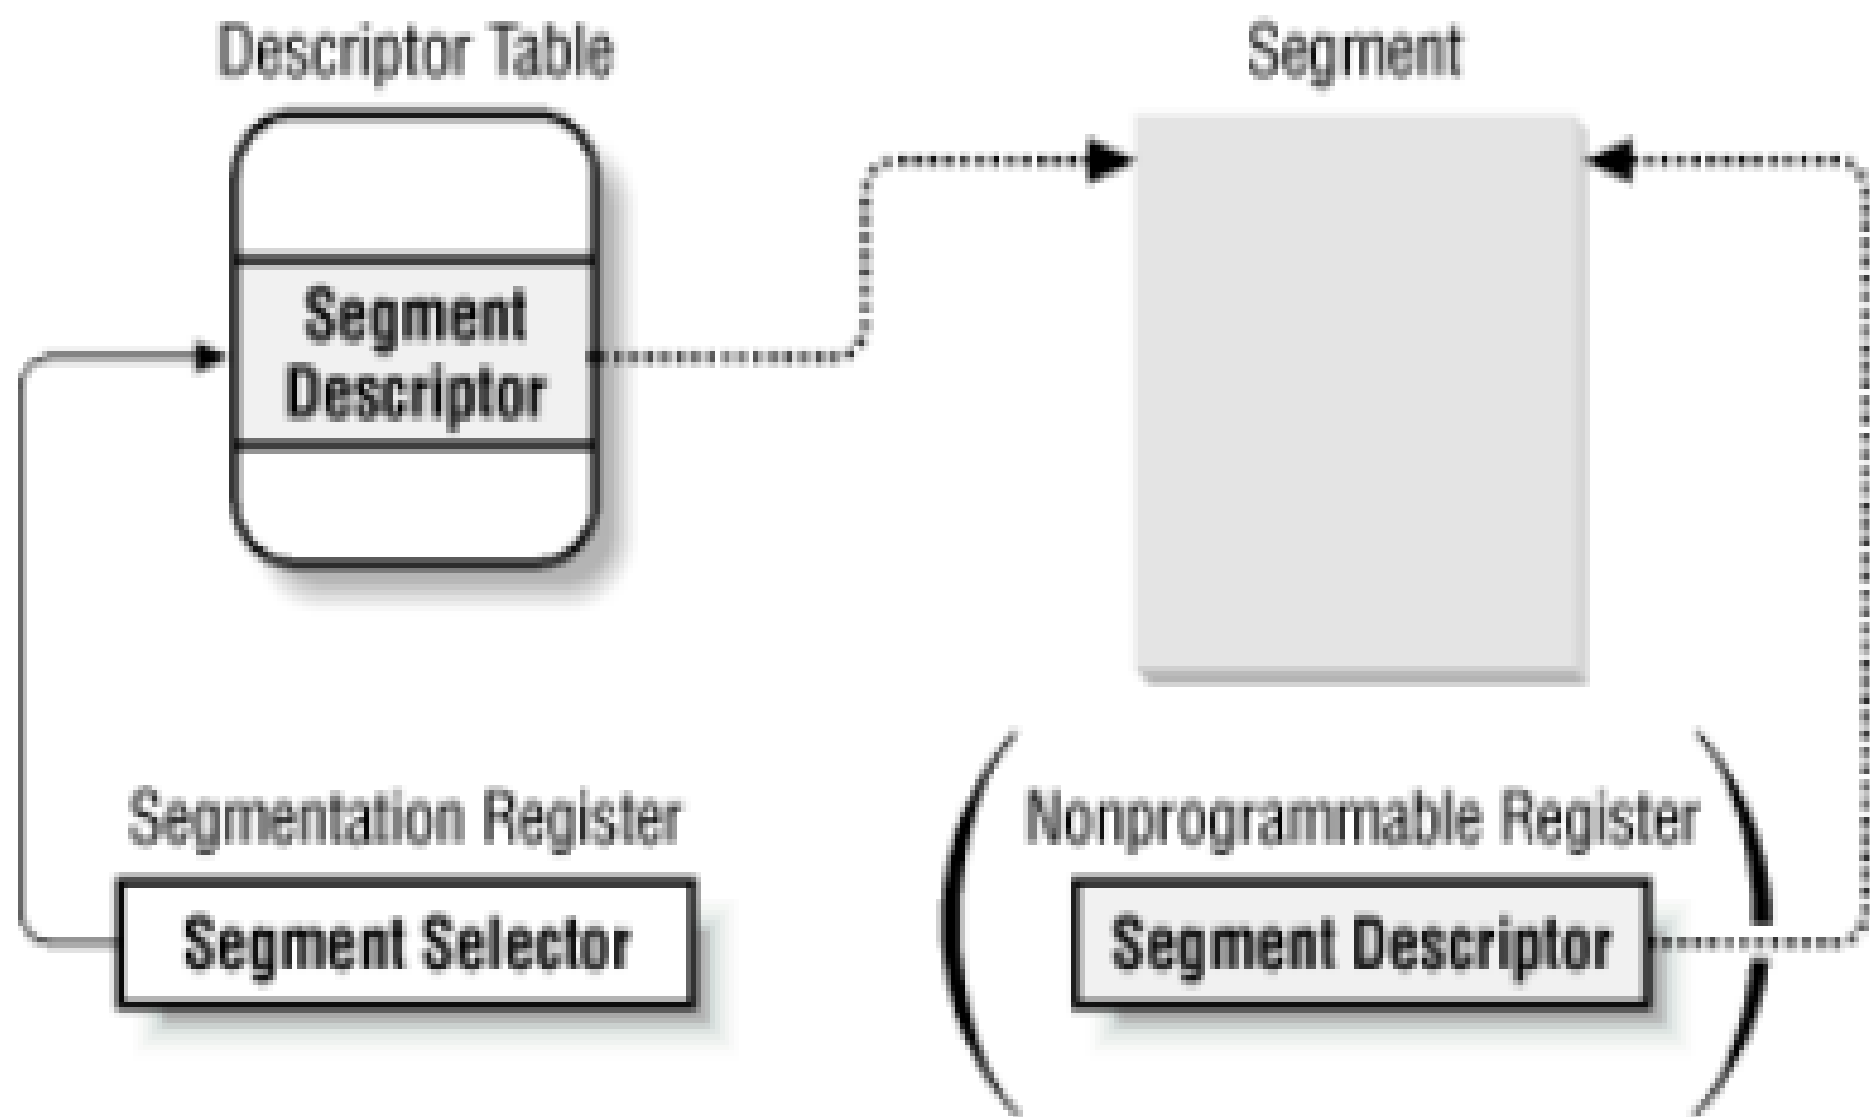 Descriptor Table
Segment
Segment
Descriptor
Segmentation Register
Segment Selector
Nonprogrammable Register
Segment Descriptor